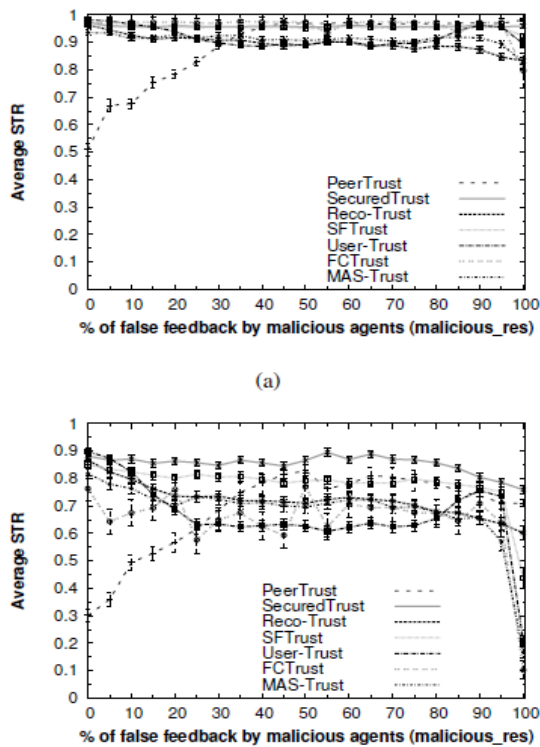 1
0.9
0.8
0.7
0.6
0.5
0.4
0.3
0.2
0.1
0
Average STR
PeerTrust
SecuredTrust
Reco-Trust
SFTrust
User-Trust
FCTrust
MAS-Trust
0 10 20 30 40 50 60 70 80 90 100
% of false feedback by malicious agents (malicious_res)
(a)
1
0.9
0.8
0.7
0.6
0.5
0.4
0.3
0.2
0.1
0
Average STR
PeerTrust
SecuredTrust
Reco-Trust
SFTrust
User-Trust
FCTrust
MAS-Trust
0 10 20 30 40 50 60 70 80 90 100
% of false feedback by malicious agents (malicious_res)